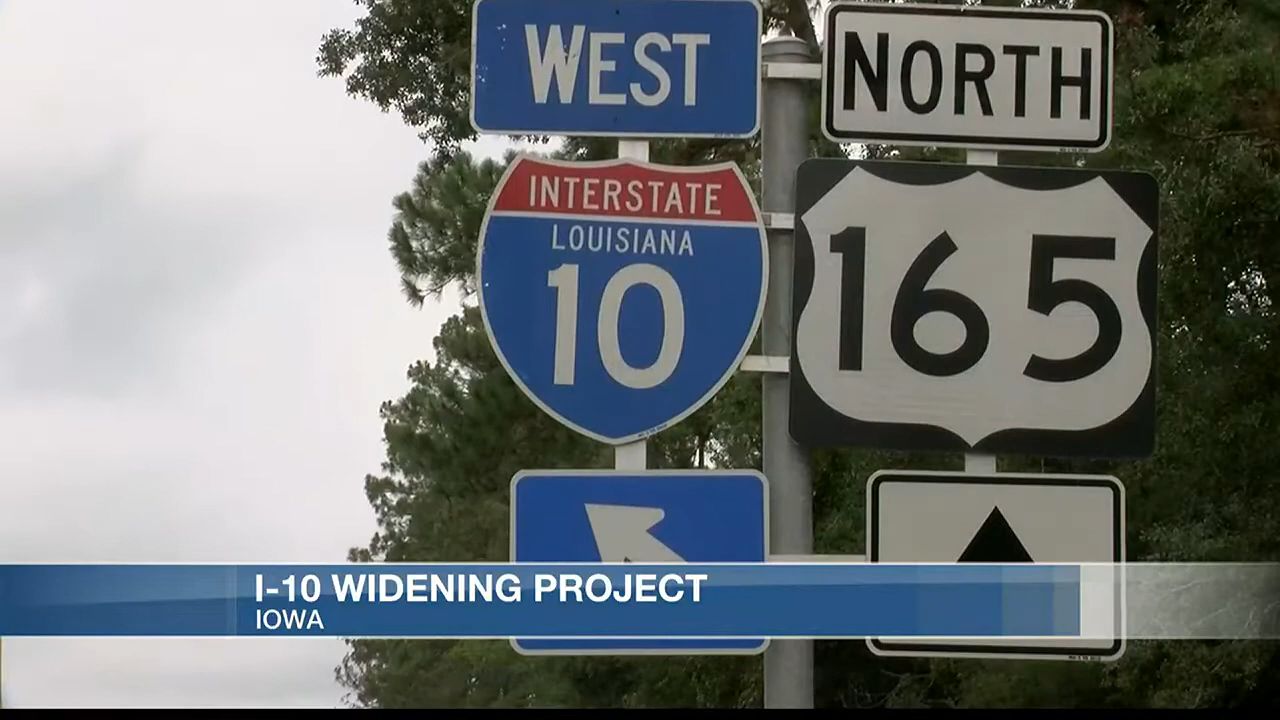 WEST
NORTH
INTERSTATE
LOUISIANA
10
165
I-10 WIDENING PROJECT
IOWA